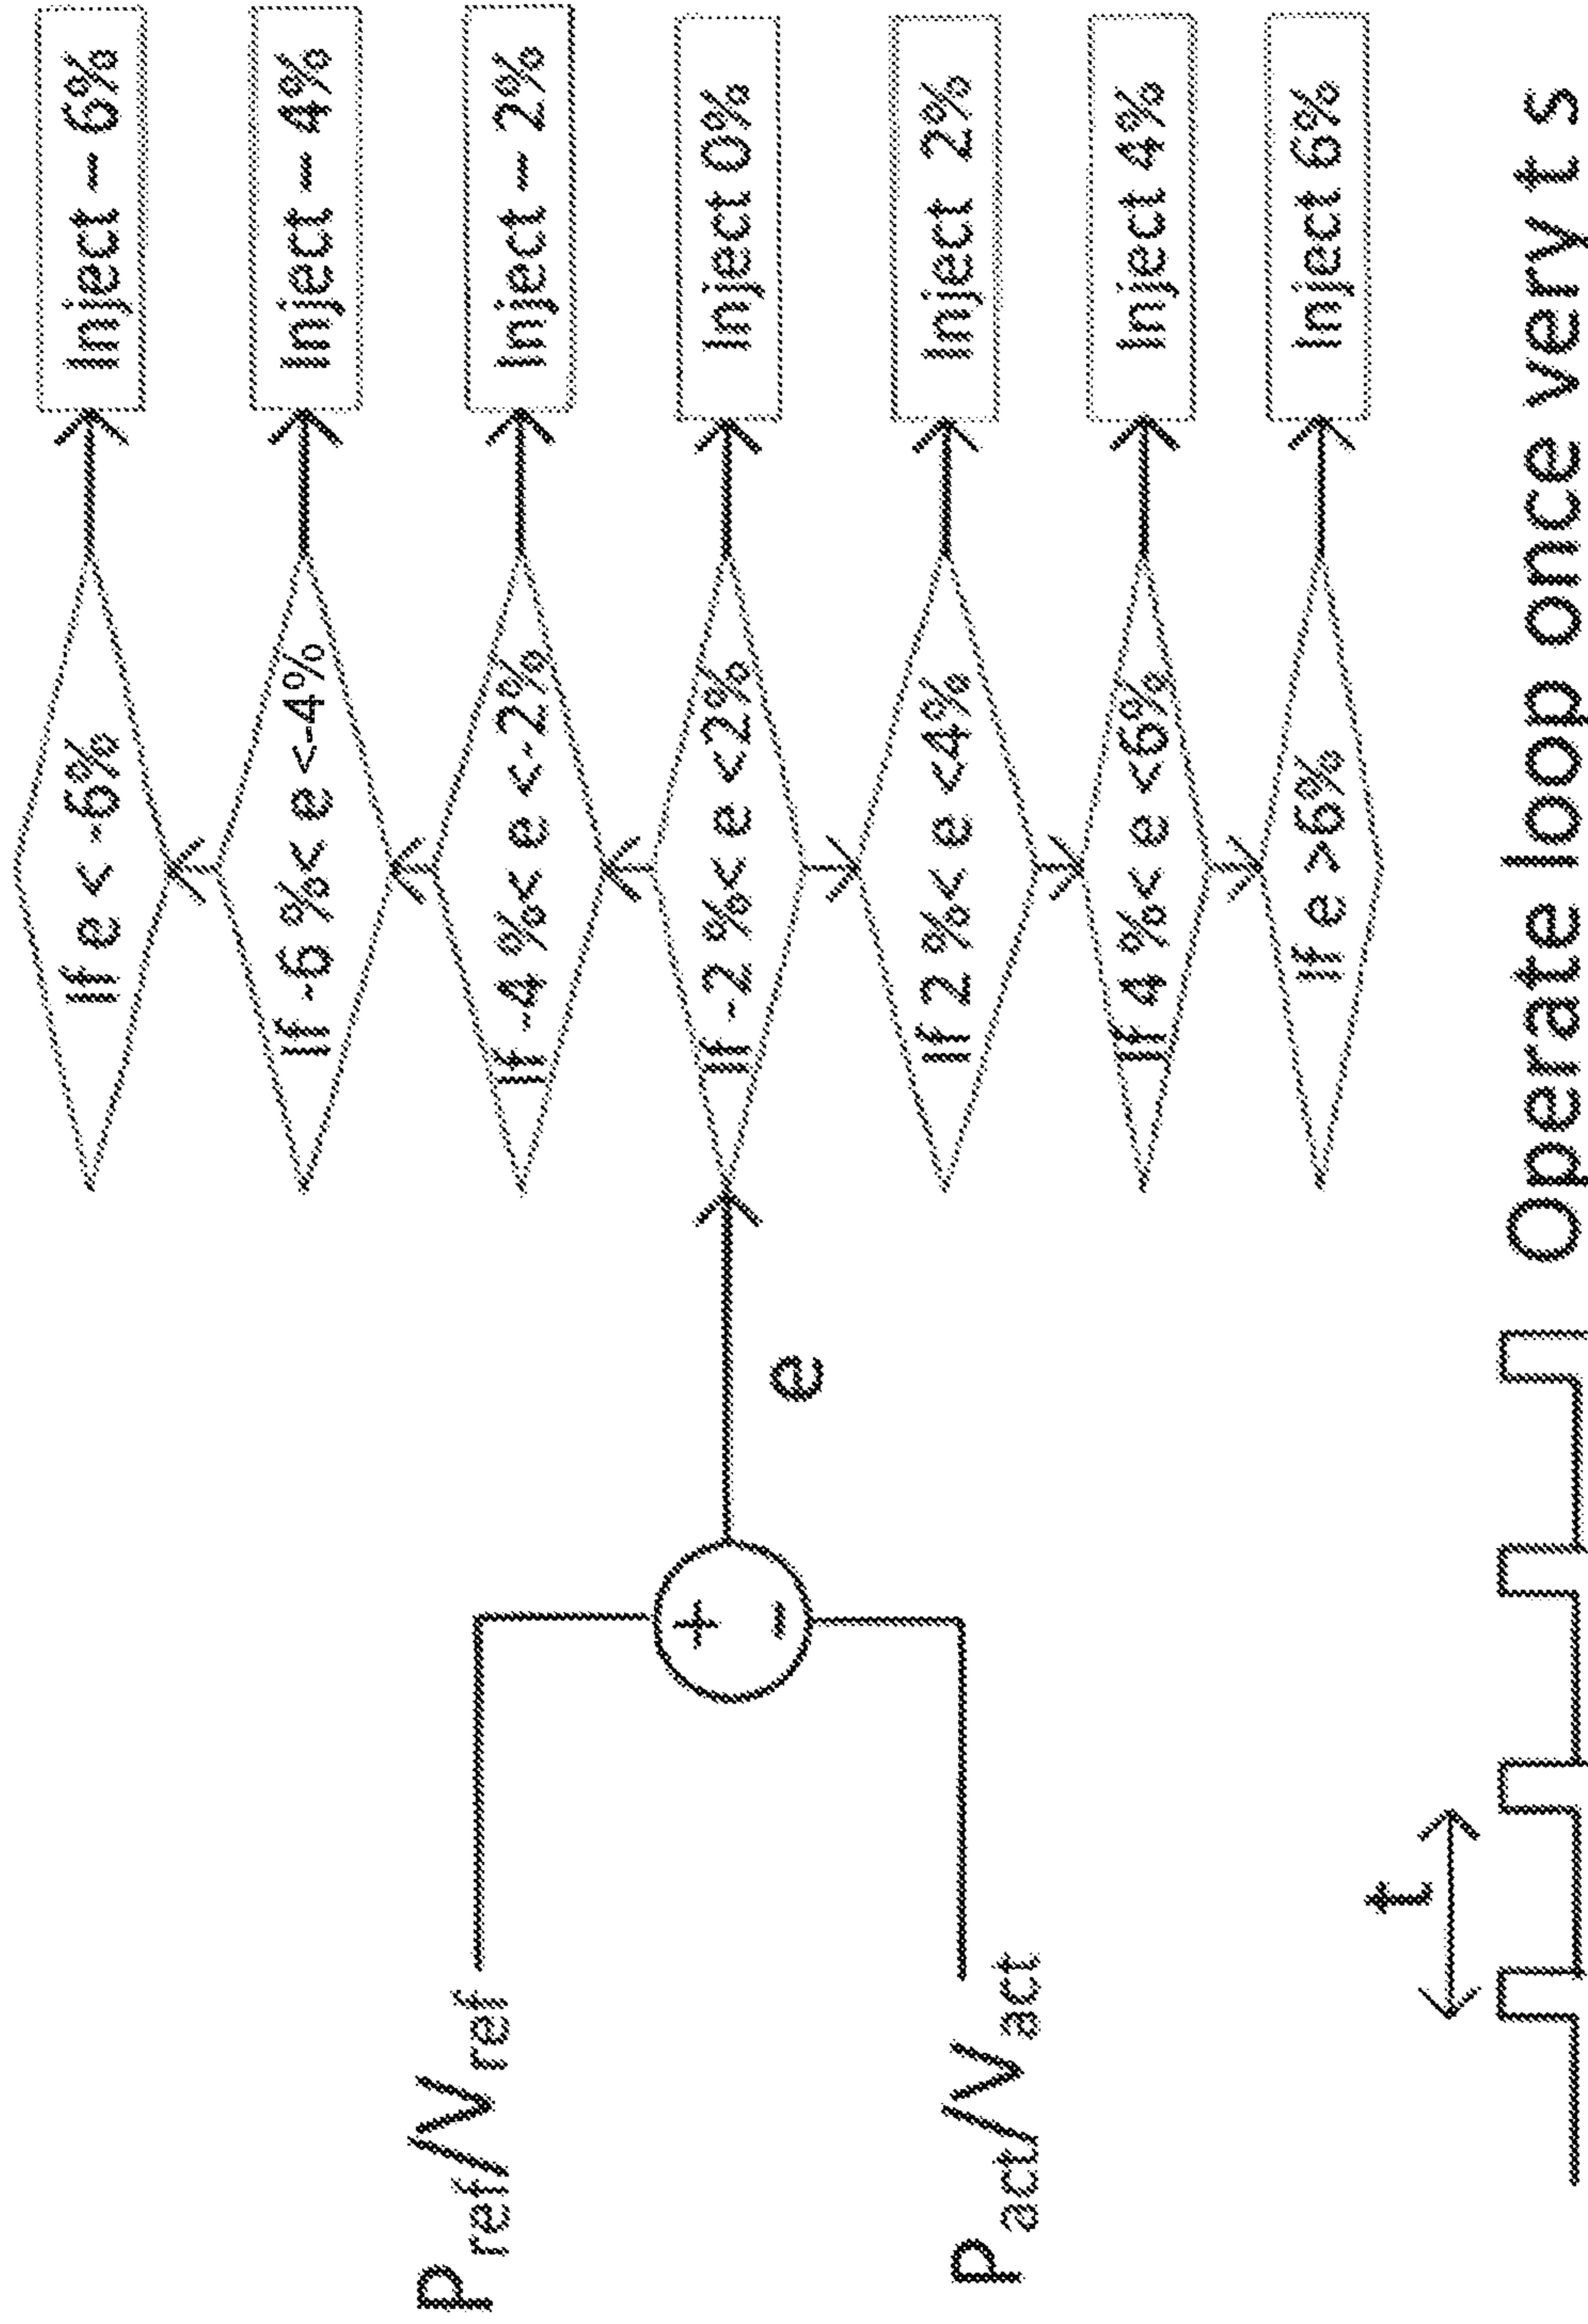 If e < -6%
Inject – 6%
If -6 %< e <-4%
Inject – 4%
If -4 %< e <-2%
Inject – 2%
Pref/Vref
+
-
e
If -2 %< e <2%
Inject 0%
Pact/Vact
If 2 %< e <4%
Inject 2%
If 4 %< e <6%
Inject 4%
If e >6%
Inject 6%
t
Operate loop once very t s